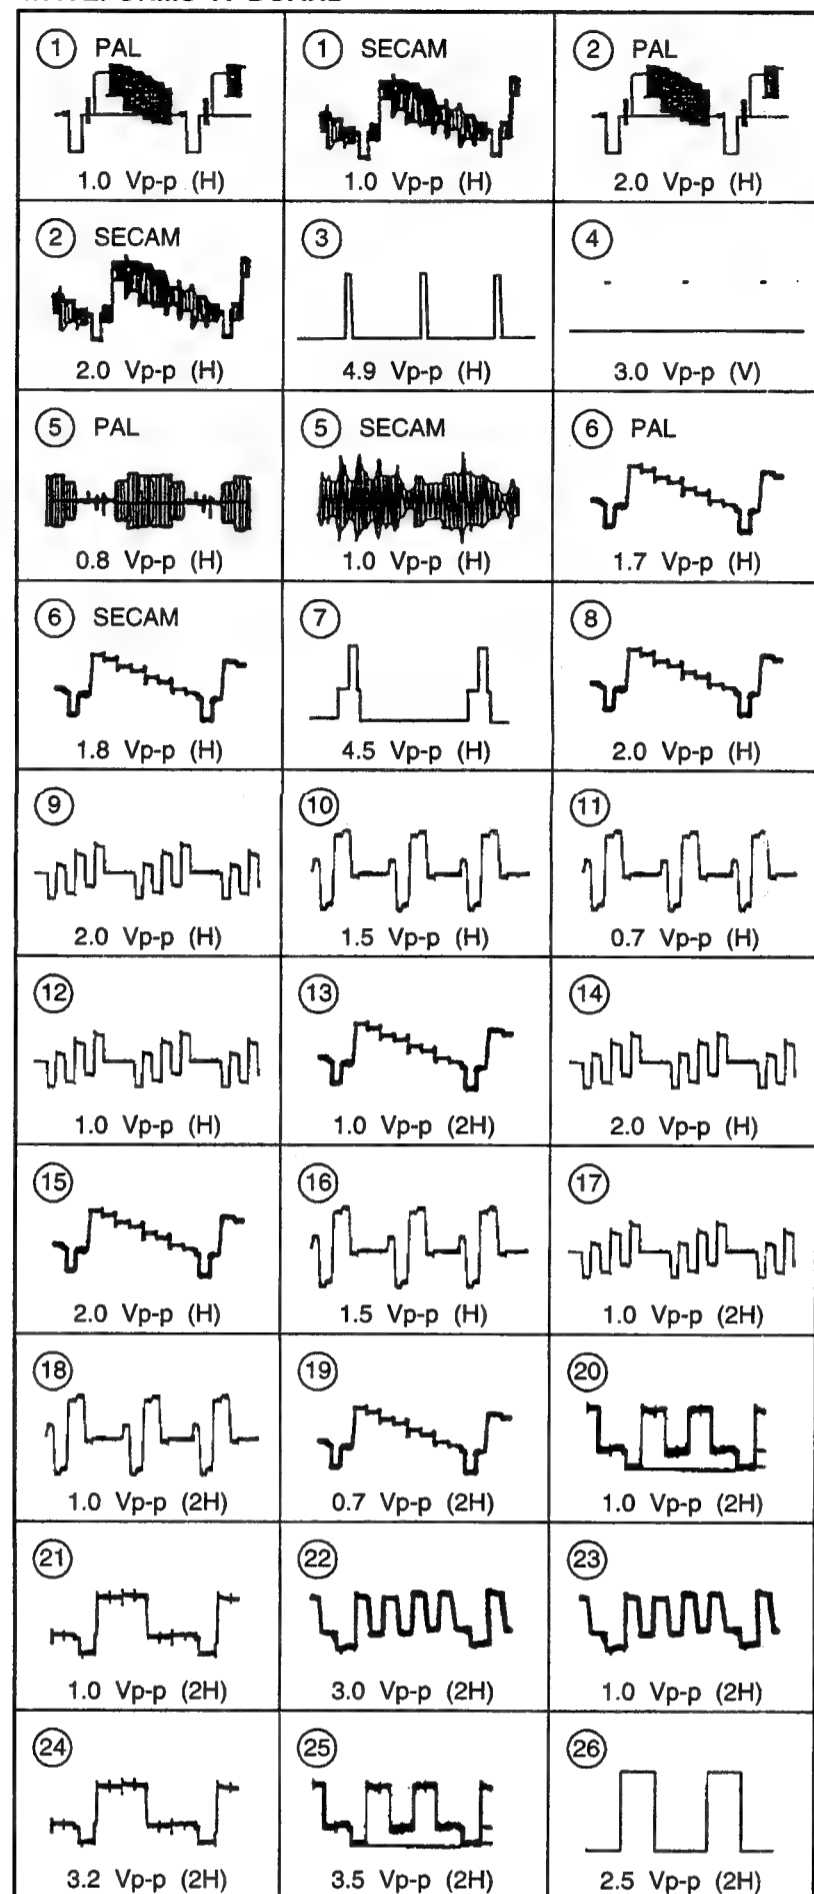 ① PAL ① SECAM ② PAL
1.0 Vp-p (H) 1.0 Vp-p (H) 2.0 Vp-p (H)
② SECAM ③ ④
2.0 Vp-p (H) 4.9 Vp-p (H) 3.0 Vp-p (V)
⑤ PAL ⑤ SECAM ⑥ PAL
0.8 Vp-p (H) 1.0 Vp-p (H) 1.7 Vp-p (H)
⑥ SECAM ⑦ ⑧
1.8 Vp-p (H) 4.5 Vp-p (H) 2.0 Vp-p (H)
⑨ ⑩ ⑪
2.0 Vp-p (H) 1.5 Vp-p (H) 0.7 Vp-p (H)
⑫ ⑬ ⑭
1.0 Vp-p (H) 1.0 Vp-p (2H) 2.0 Vp-p (H)
⑮ ⑯ ⑰
2.0 Vp-p (H) 1.5 Vp-p (H) 1.0 Vp-p (2H)
⑱ ⑲ ⑳
1.0 Vp-p (2H) 0.7 Vp-p (2H) 1.0 Vp-p (2H)
㉑ ㉒ ㉓
1.0 Vp-p (2H) 3.0 Vp-p (2H) 1.0 Vp-p (2H)
㉔ ㉕ ㉖
3.2 Vp-p (2H) 3.5 Vp-p (2H) 2.5 Vp-p (2H)